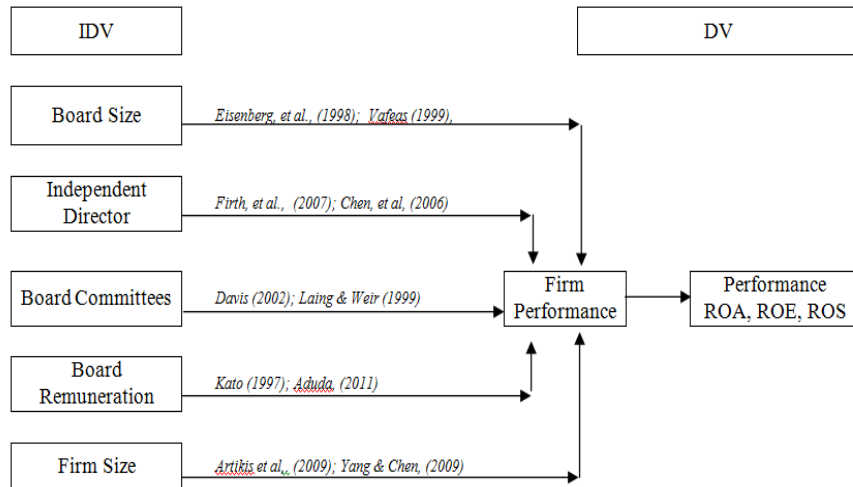 IDV
DV
Board Size
Eisenberg, et al., (1998); Vafeas (1999),
Independent
Director
Firth, et al., (2007); Chen, et al, (2006)
Board Committees
Davis (2002); Laing & Weir (1999)
Firm
Performance
Performance
ROA, ROE, ROS
Board
Remuneration
Kato (1997); Aduda, (2011)
Firm Size
Artikis et al,, (2009); Yang & Chen, (2009)